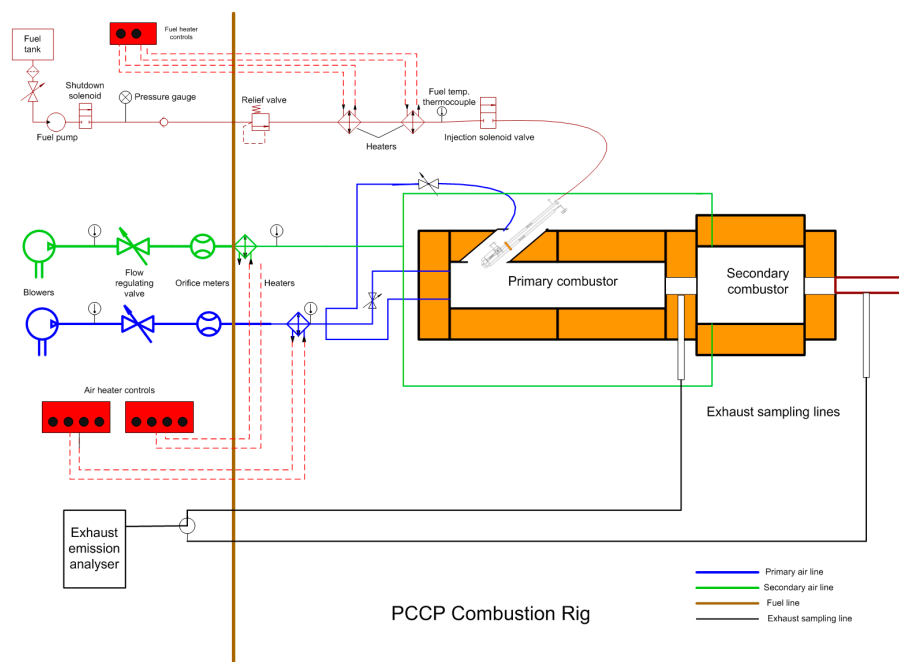 Fuel
tank
Fuel heater
controls
Shutdown
solenoid
Pressure gauge
Relief valve
Fuel temp.
thermocouple
Fuel pump
Heaters
Injection solenoid valve
Primary combustor
Secondary
combustor
Blowers
Flow
regulating
valve
Orifice meters
Heaters
Air heater controls
Exhaust sampling lines
Exhaust
emission
analyser
PCCP Combustion Rig
Primary air line
Secondary air line
Fuel line
Exhaust sampling line